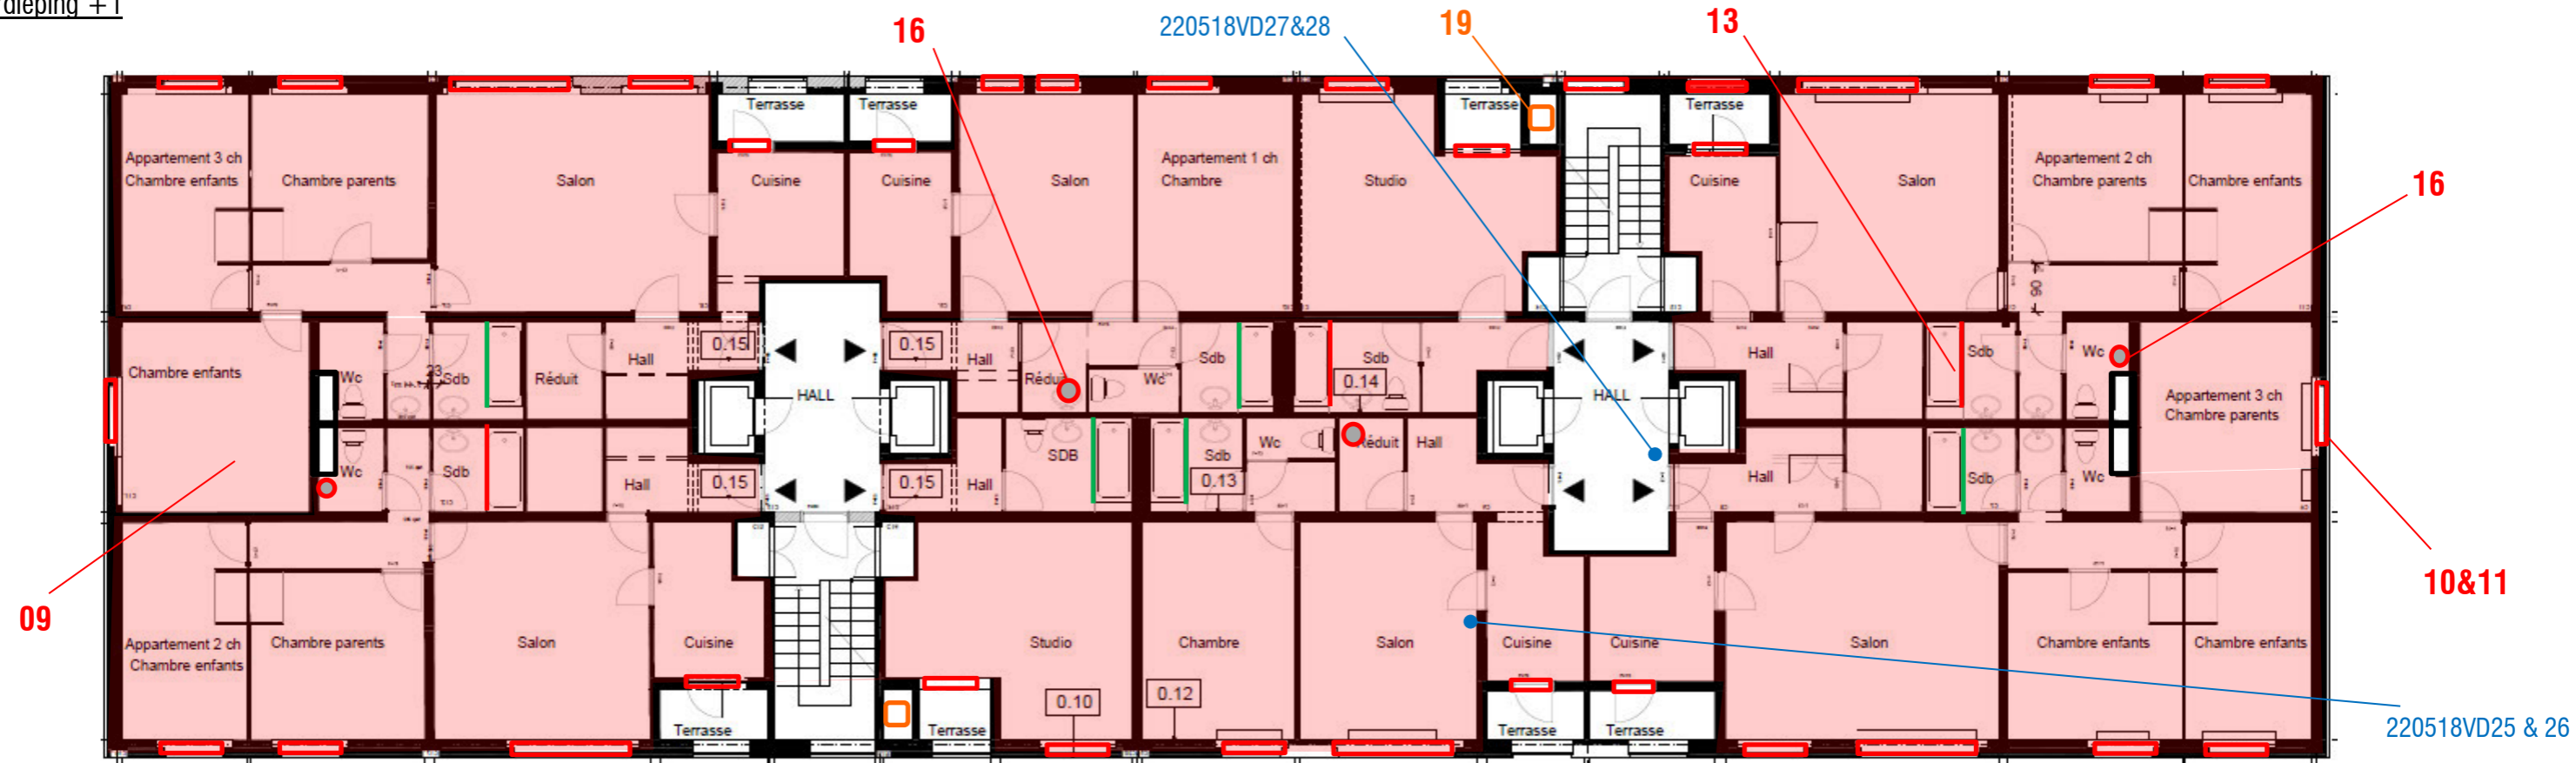 dieping +1
16
220518VD27&28
19
13
Terrasse
Terrasse
Terrasse
Terrasse
Appartement 3 ch
Chambre enfants
Chambre parents
Salon
Cuisine
Cuisine
Salon
Appartement 1 ch
Chambre
Studio
Cuisine
Salon
Appartement 2 ch
Chambre parents
Chambre enfants
16
90
0.15
0.15
Hall
Hall
Sdb
Sdb
Hall
Sdb
Wc
Chambre enfants
Wc
23
Sdb
Réduit
HALL
Réduit
Wc
0.14
HALL
Appartement 3 ch
Chambre parents
Wc
Sdb
Hall
0.15
0.15
Hall
SDB
Sdb
Wc
0.13
Réduit
Hall
Hall
Sdb
Wc
09
10&11
Appartement 2 ch
Chambre enfants
Chambre parents
Salon
Cuisine
Studio
Chambre
Salon
Cuisine
Cuisine
Salon
Chambre enfants
Chambre enfants
0.10
0.12
Terrasse
Terrasse
Terrasse
Terrasse
220518VD25 & 26